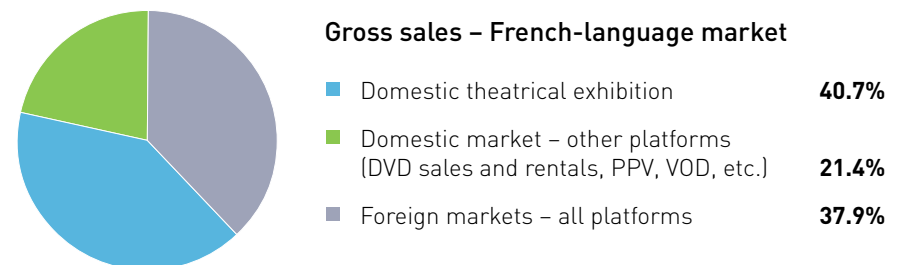 Gross sales – French-language market
Domestic theatrical exhibition 40.7%
Domestic market – other platforms
(DVD sales and rentals, PPV, VOD, etc.) 21.4%
Foreign markets – all platforms 37.9%